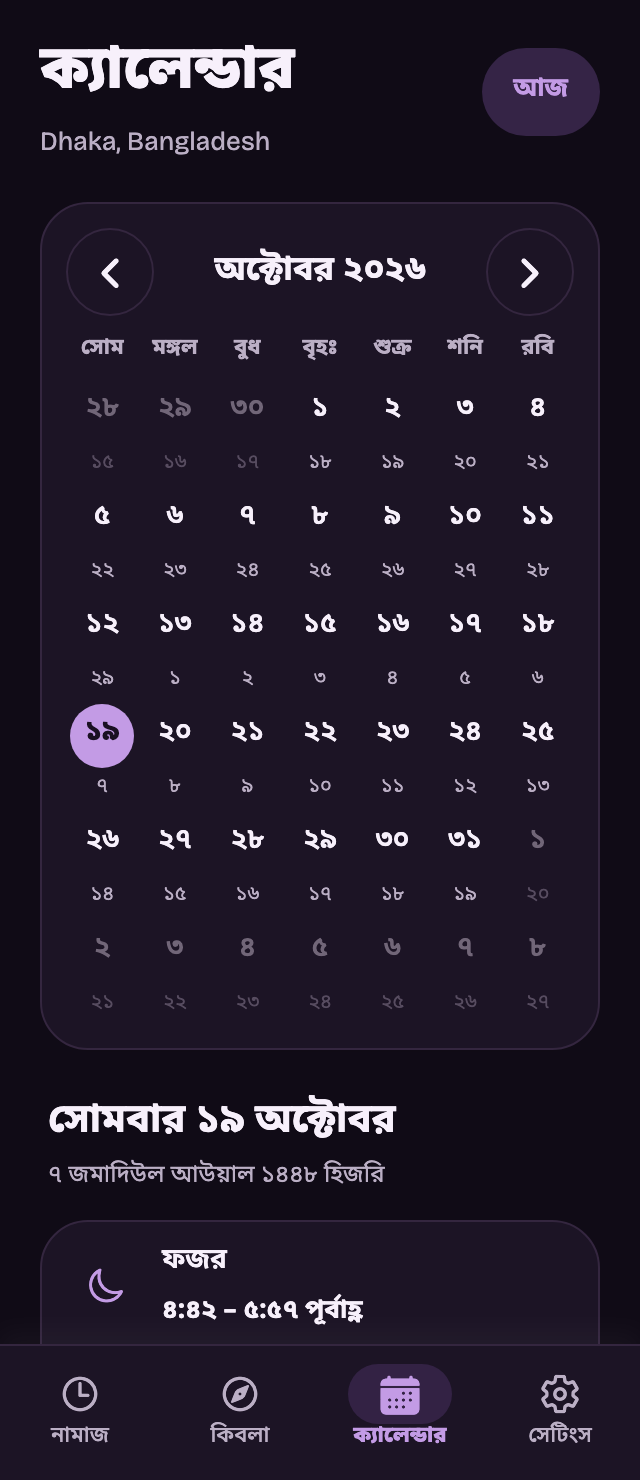 ক্যালেন্ডার
আজ
Dhaka, Bangladesh
অক্টোবর ২০২৬
সোম মঙ্গল বুধ বৃহঃ শুক্র শনি রবি
২৮ ২৯ ৩০ ১ ২ ৩ ৪
১৫ ১৬ ১৭ ১৮ ১৯ ২০ ২১
৫ ৬ ৭ ৮ ৯ ১০ ১১
২২ ২৩ ২৪ ২৫ ২৬ ২৭ ২৮
১২ ১৩ ১৪ ১৫ ১৬ ১৭ ১৮
২৯ ১ ২ ৩ ৪ ৫ ৬
১৯ ২০ ২১ ২২ ২৩ ২৪ ২৫
৭ ৮ ৯ ১০ ১১ ১২ ১৩
২৬ ২৭ ২৮ ২৯ ৩০ ৩১ ১
১৪ ১৫ ১৬ ১৭ ১৮ ১৯ ২০
২ ৩ ৪ ৫ ৬ ৭ ৮
২১ ২২ ২৩ ২৪ ২৫ ২৬ ২৭
সোমবার ১৯ অক্টোবর
৭ জমাদিউল আউয়াল ১৪৪৮ হিজরি
ফজর
৪:৪২ – ৫:৫৭ পূর্বাহ্ণ
নামাজ কিবলা ক্যালেন্ডার সেটিংস